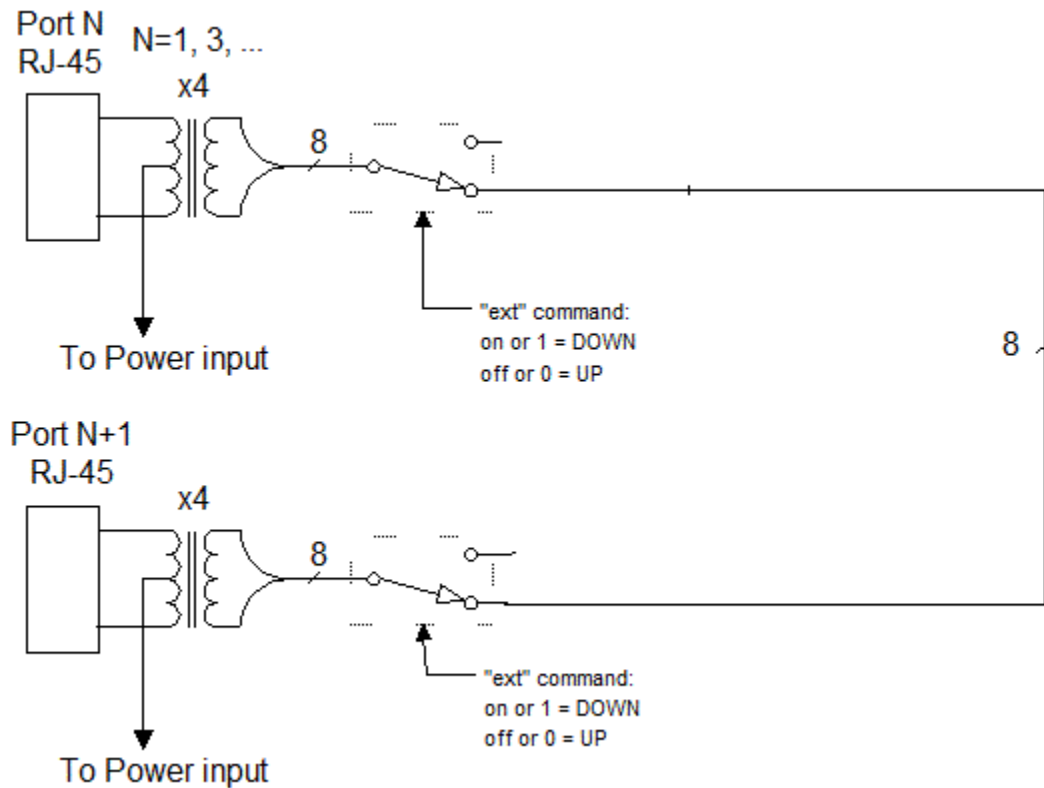 Port N
RJ-45
N=1, 3, ...
x4
8
To Power input
"ext" command:
on or 1 = DOWN
off or 0 = UP
8
Port N+1
RJ-45
x4
8
To Power input
"ext" command:
on or 1 = DOWN
off or 0 = UP